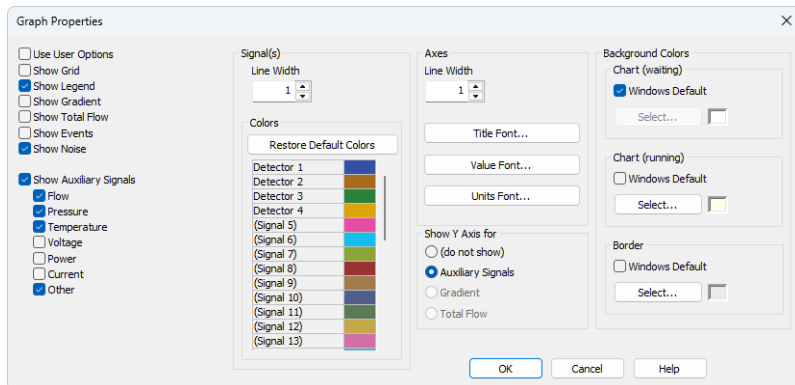 Graph Properties
Use User Options
Show Grid
Show Legend
Show Gradient
Show Total Flow
Show Events
Show Noise
Show Auxiliary Signals
Flow
Pressure
Temperature
Voltage
Power
Current
Other
Signal(s)
Line Width
1
Colors
Restore Default Colors
Detector 1
Detector 2
Detector 3
Detector 4
(Signal 5)
(Signal 6)
(Signal 7)
(Signal 8)
(Signal 9)
(Signal 10)
(Signal 11)
(Signal 12)
(Signal 13)
Axes
Line Width
1
Title Font...
Value Font...
Units Font...
Show Y Axis for
(do not show)
Auxiliary Signals
Gradient
Total Flow
Background Colors
Chart (waiting)
Windows Default
Select...
Chart (running)
Windows Default
Select...
Border
Windows Default
Select...
OK
Cancel
Help